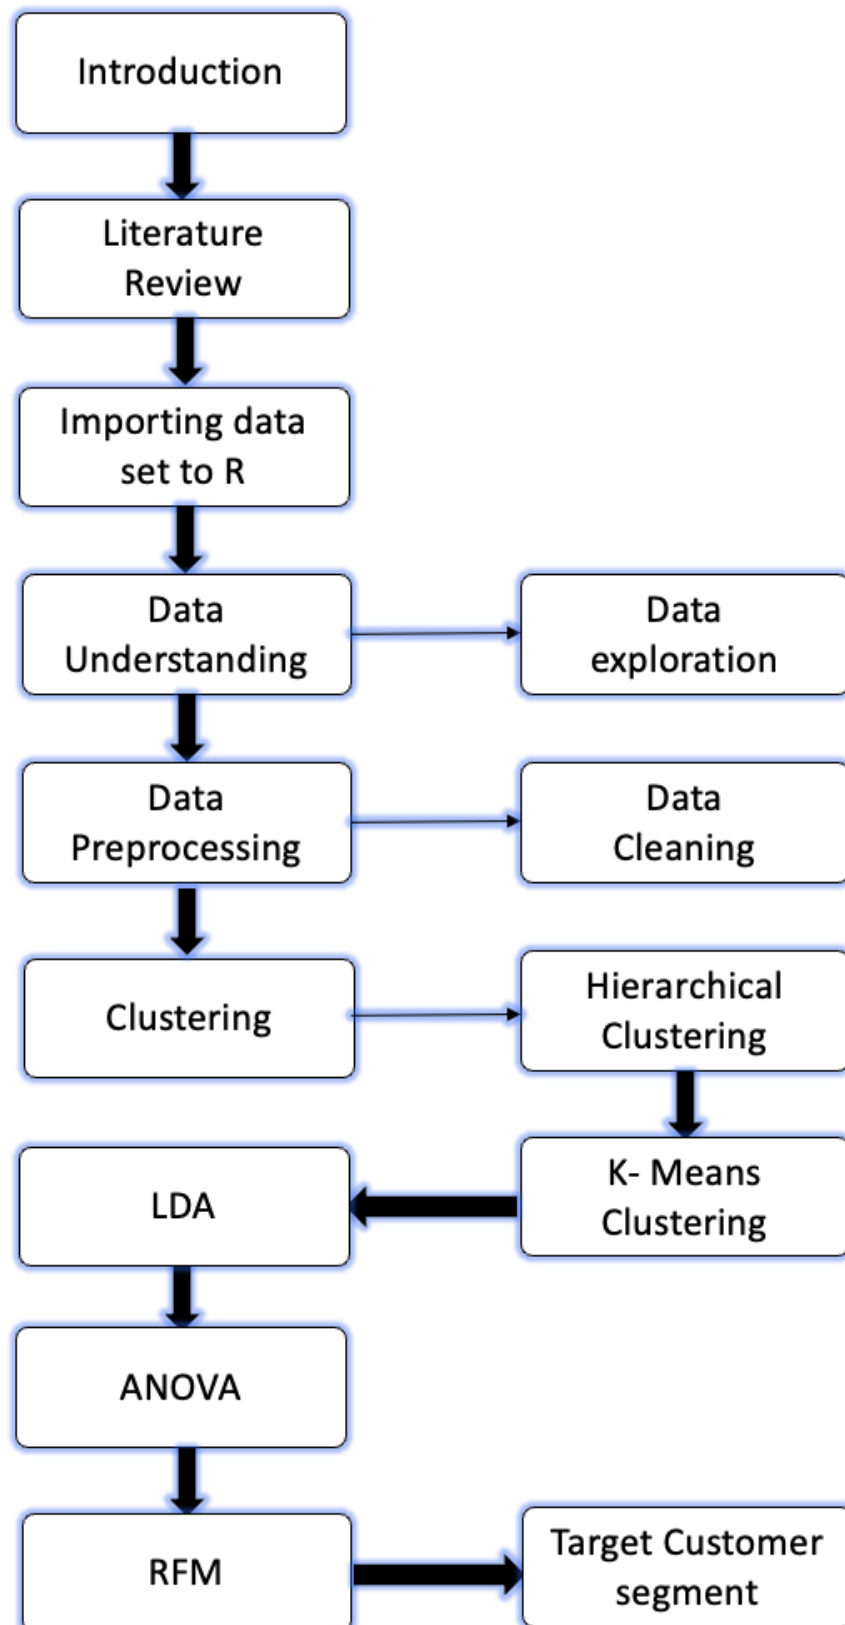 Introduction
Literature
Review
Importing data
set to R
Data
Understanding
Data
exploration
Data
Preprocessing
Data
Cleaning
Clustering
Hierarchical
Clustering
K- Means
Clustering
LDA
ANOVA
RFM
Target Customer
segment